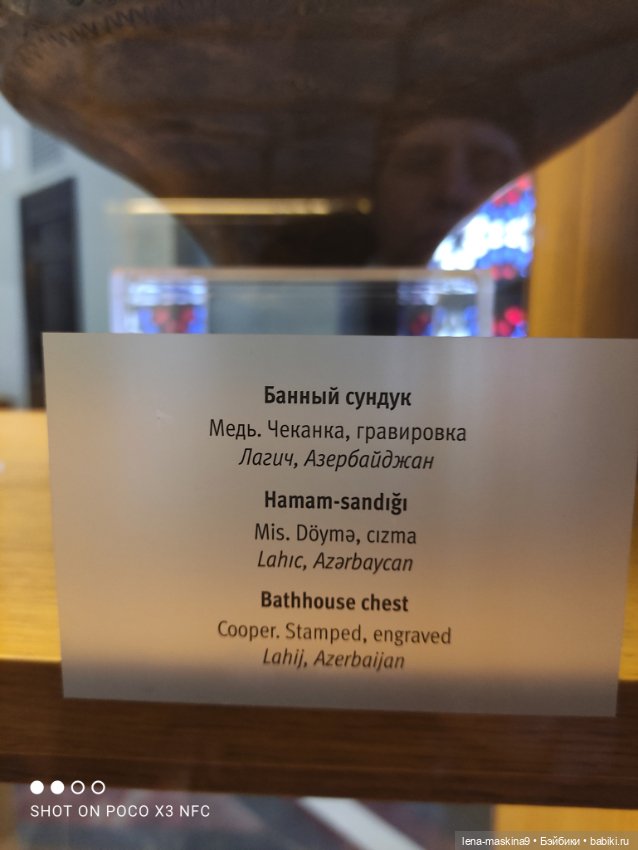 Банный сундук
Медь. Чеканка, гравировка
Лагич, Азербайджан
Hamam-sandığı
Mis. Döymə, cızma
Lahıc, Azərbaycan
Bathhouse chest
Cooper. Stamped, engraved
Lahij, Azerbaijan
SHOT ON POCO X3 NFC
lena-maskina9 • Бэйбики • babiki.ru